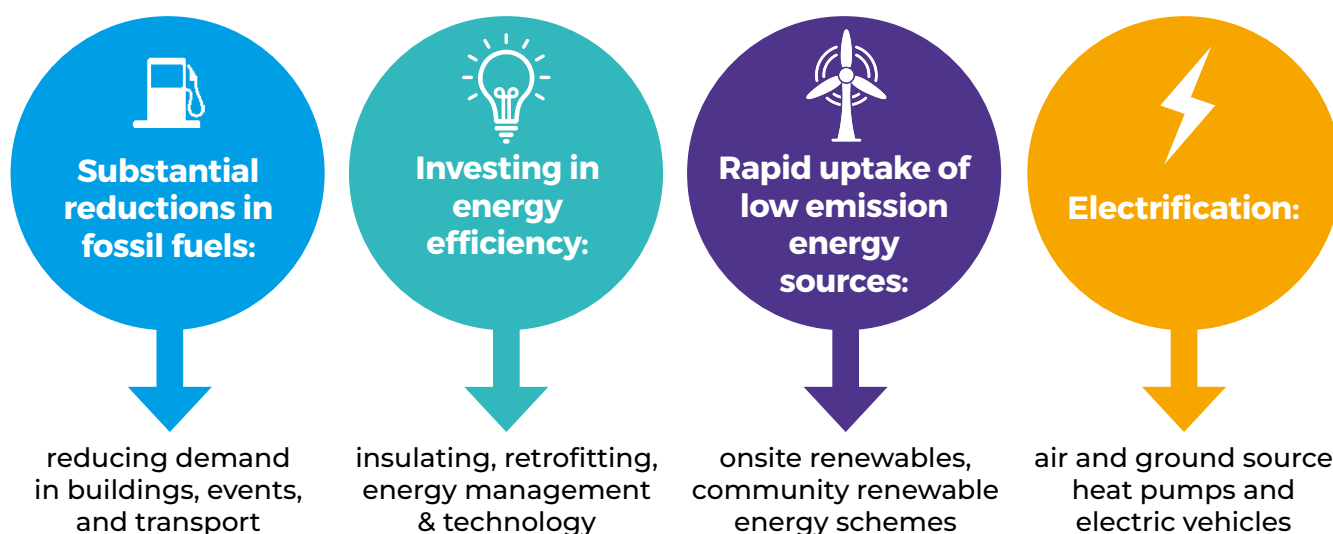 Substantial
reductions in
fossil fuels:
reducing demand
in buildings, events,
and transport
Investing in
energy
efficiency:
insulating, retrofitting,
energy management
& technology
Rapid uptake of
low emission
energy
sources:
onsite renewables,
community renewable
energy schemes
Electrification:
air and ground source
heat pumps and
electric vehicles